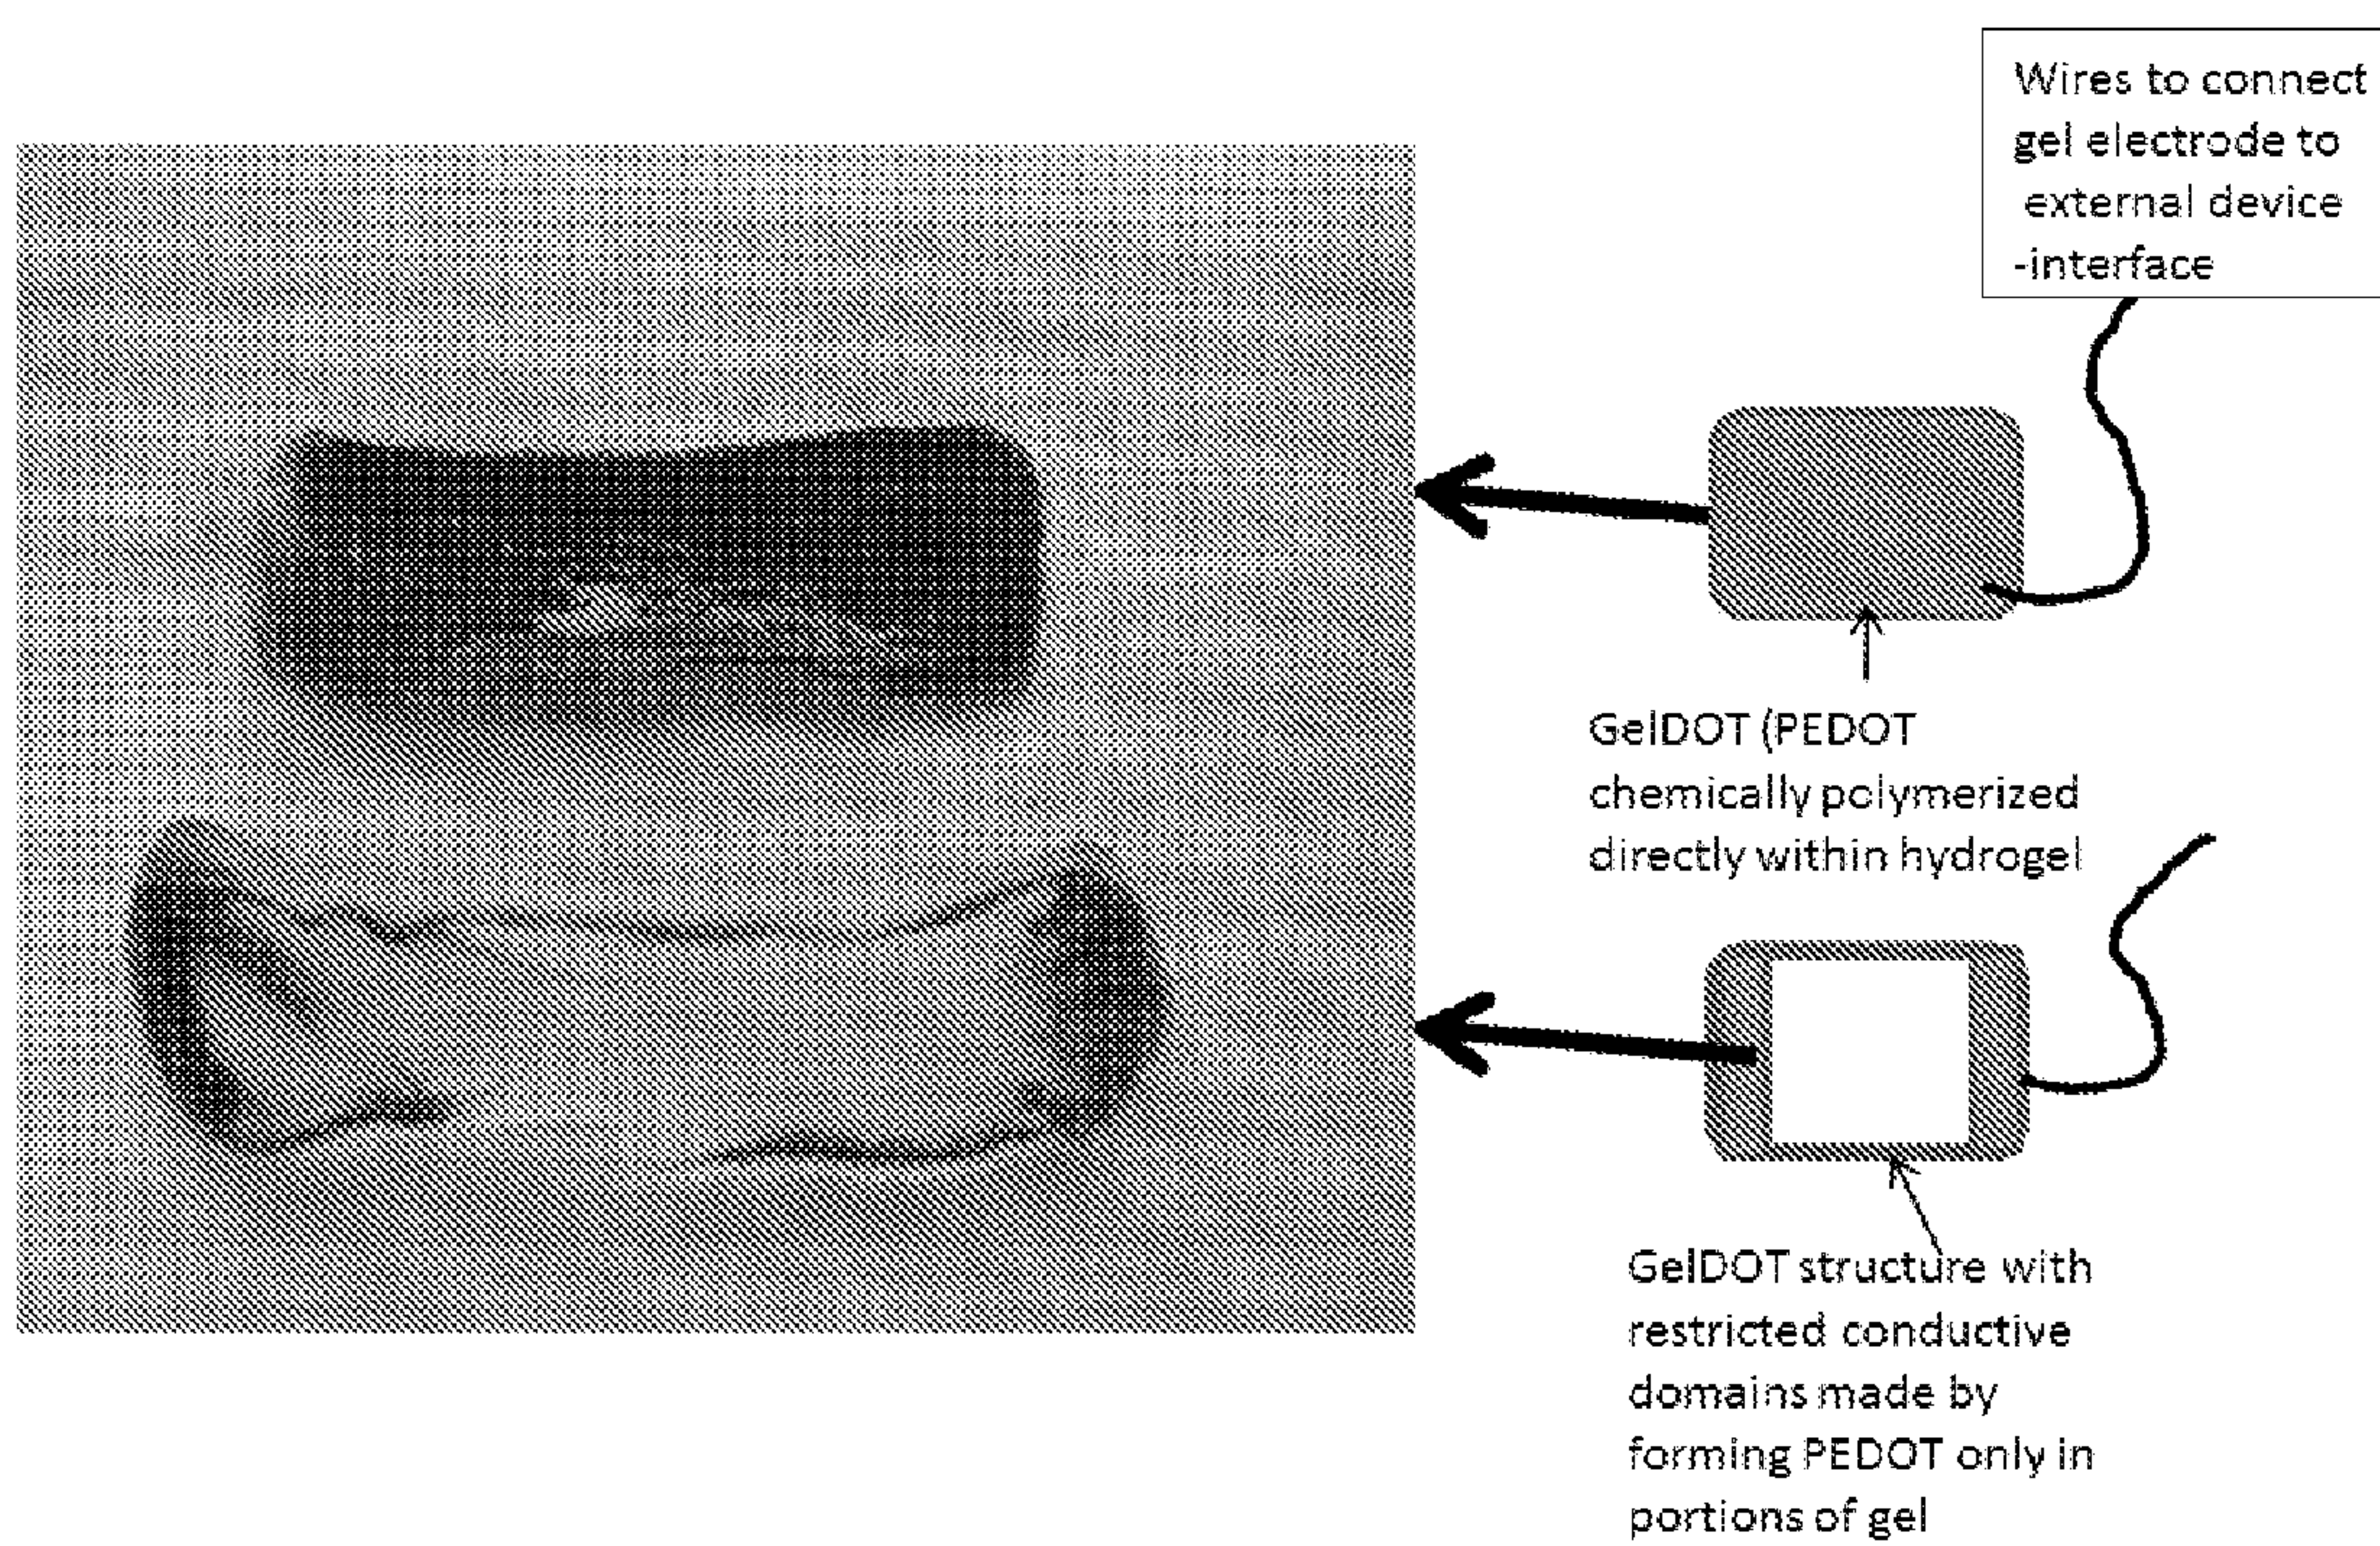 Wires to connect
gel electrode to
external device
-interface
GelDOT (PEDOT
chemically polymerized
directly within hydrogel
GelDOT structure with
restricted conductive
domains made by
forming PEDOT only in
portions of gel